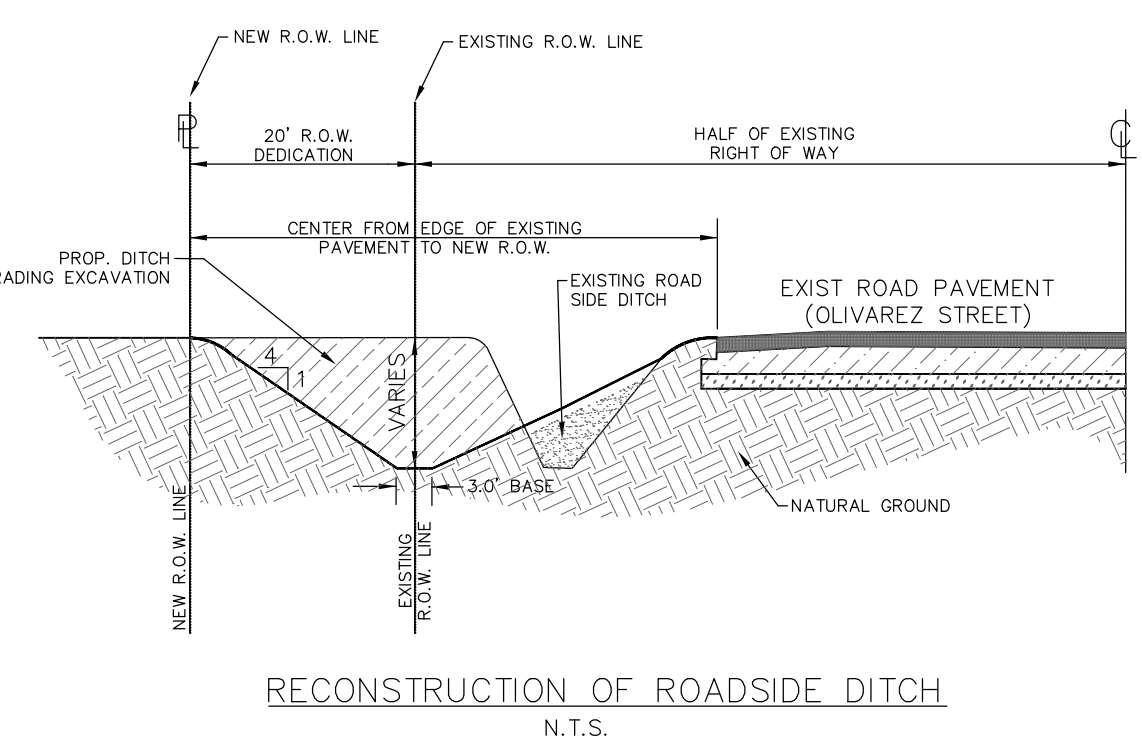 NEW R.O.W. LINE
EXISTING R.O.W. LINE
PL
20' R.O.W.
DEDICATION
HALF OF EXISTING
RIGHT OF WAY
CL
CENTER FROM EDGE OF EXISTING
PAVEMENT TO NEW R.O.W.
PROP. DITCH
RADING EXCAVATION
EXISTING ROAD
SIDE DITCH
EXIST ROAD PAVEMENT
(OLIVAREZ STREET)
4
1
VARIES
3.0' BASE
NATURAL GROUND
NEW R.O.W. LINE
EXISTING
R.O.W. LINE
RECONSTRUCTION OF ROADSIDE DITCH
N.T.S.